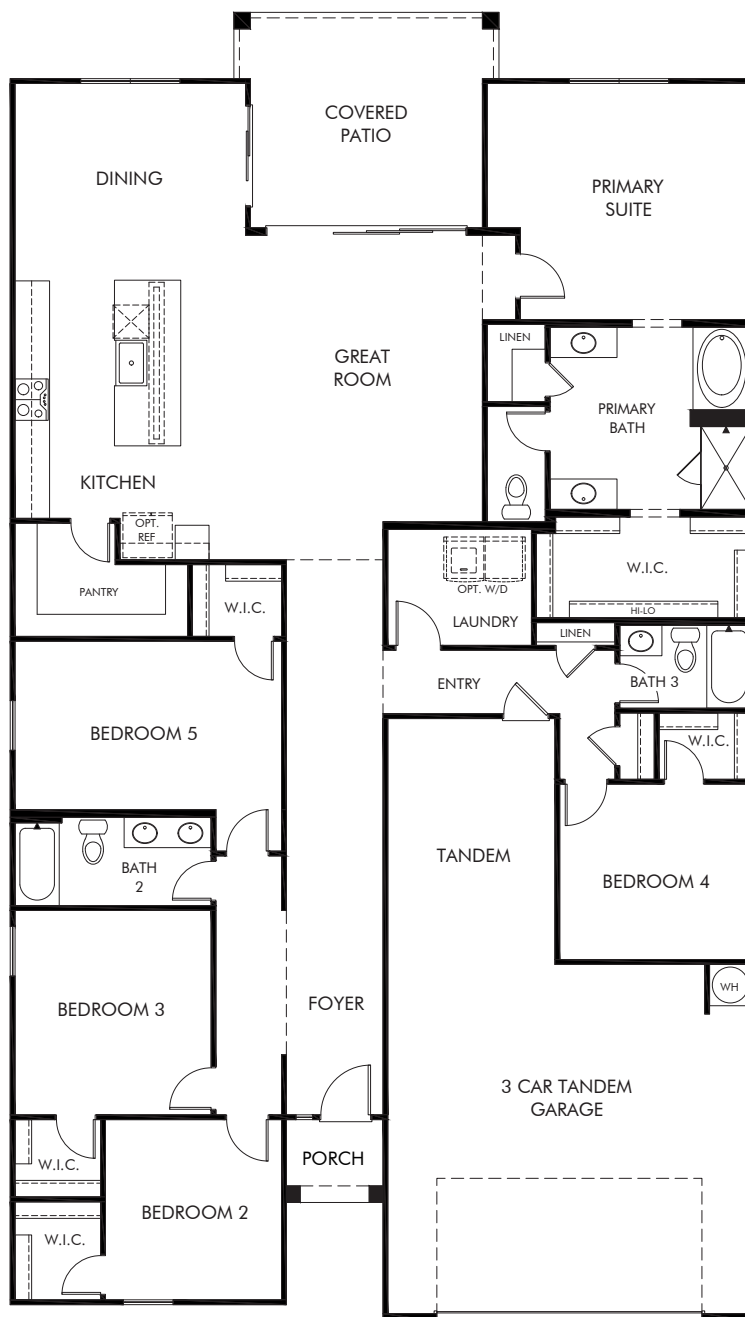 COVERED
PATIO
DINING
PRIMARY
SUITE
LINEN
GREAT
ROOM
PRIMARY
BATH
KITCHEN
OPT.
REF
PANTRY
W.I.C.
OPT. W/D
LAUNDRY
W.I.C.
HI-LO
LINEN
ENTRY
BATH 3
BEDROOM 5
W.I.C.
TANDEM
BATH
2
BEDROOM 4
WH
BEDROOM 3
FOYER
3 CAR TANDEM
GARAGE
W.I.C.
PORCH
BEDROOM 2
W.I.C.